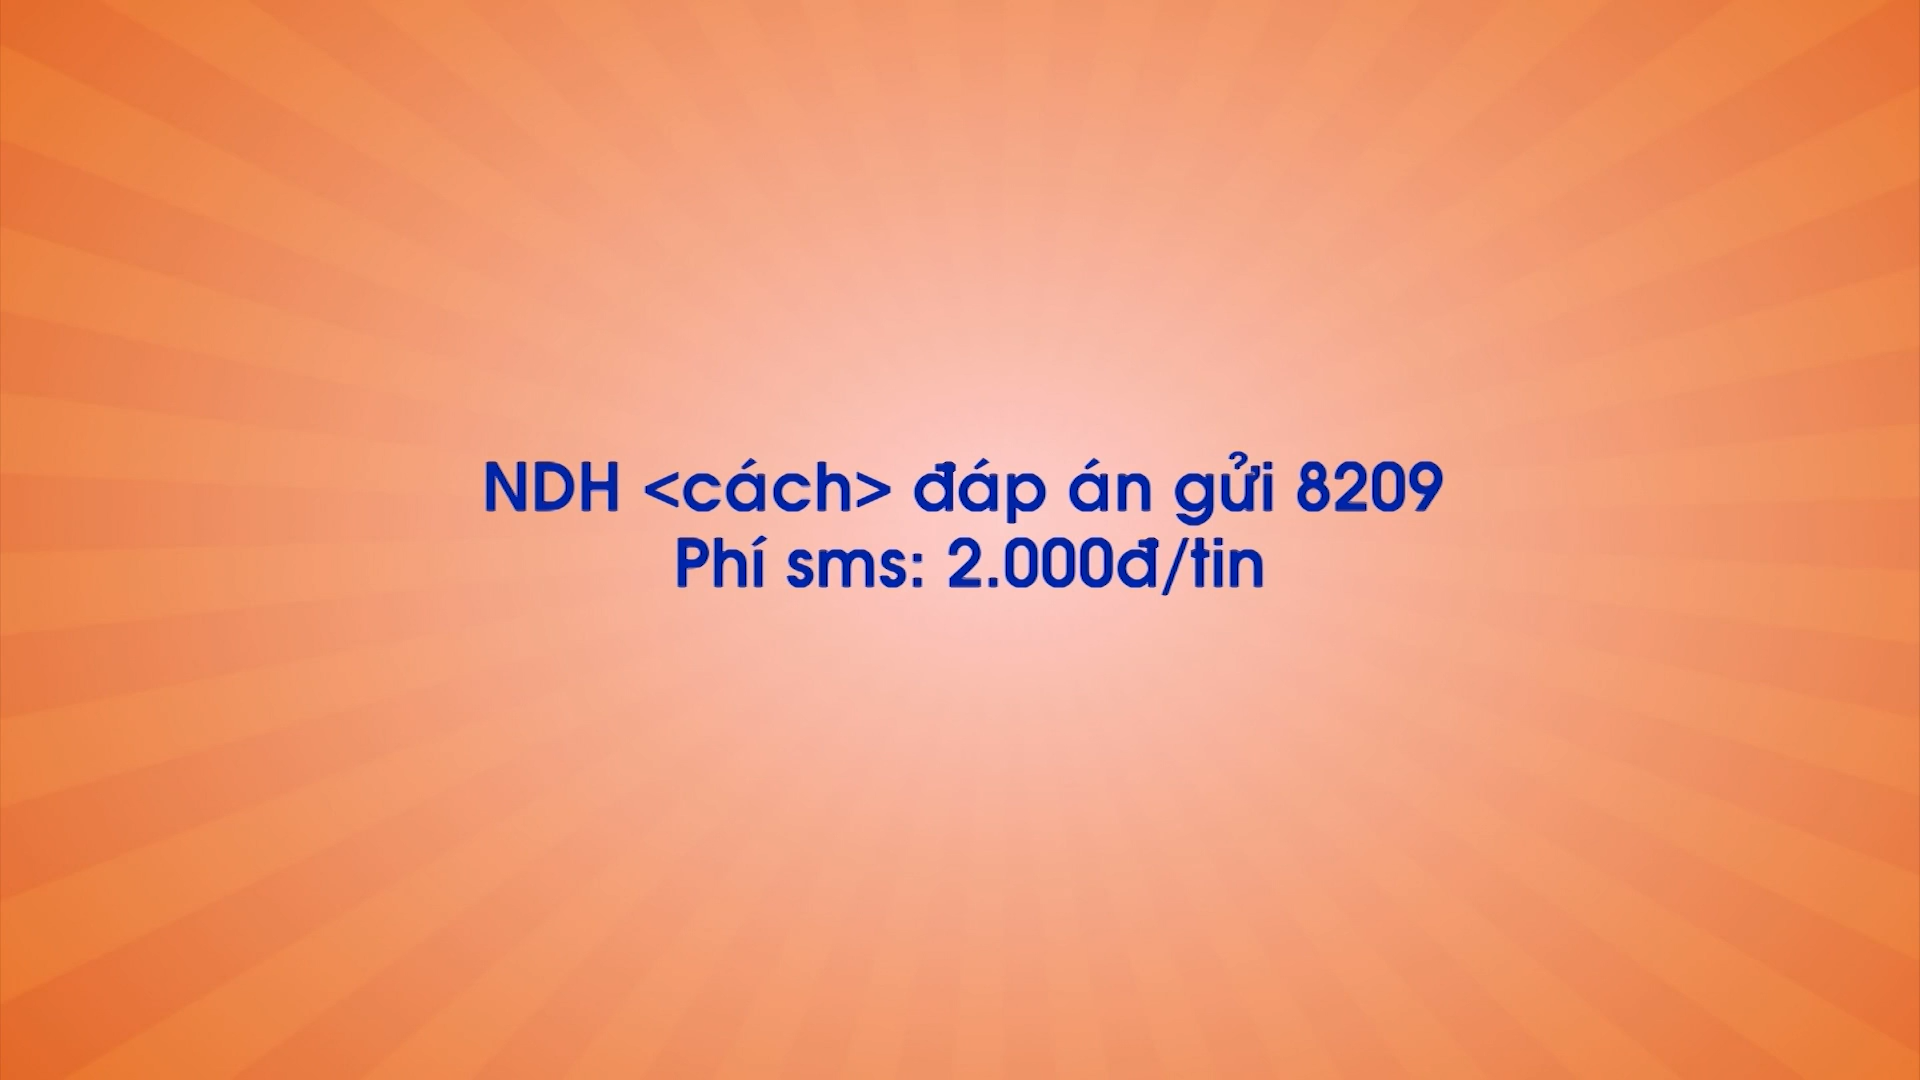 NDH <cách> đáp án gửi 8209
Phí sms: 2.000đ/tin